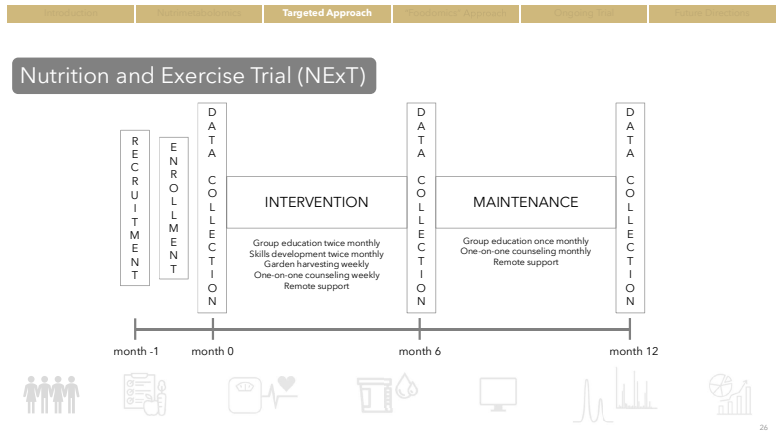 Introduction
Nutrimetabolomics
Targeted Approach
"Foodomics" Approach
Ongoing Trial
Future Directions
Nutrition and Exercise Trial (NExT)
RECRUITMENT
ENROLLMENT
DATA COLLECTION
INTERVENTION
Group education twice monthly
Skills development twice monthly
Garden harvesting weekly
One-on-one counseling weekly
Remote support
DATA COLLECTION
MAINTENANCE
Group education once monthly
One-on-one counseling monthly
Remote support
DATA COLLECTION
month -1
month 0
month 6
month 12
26